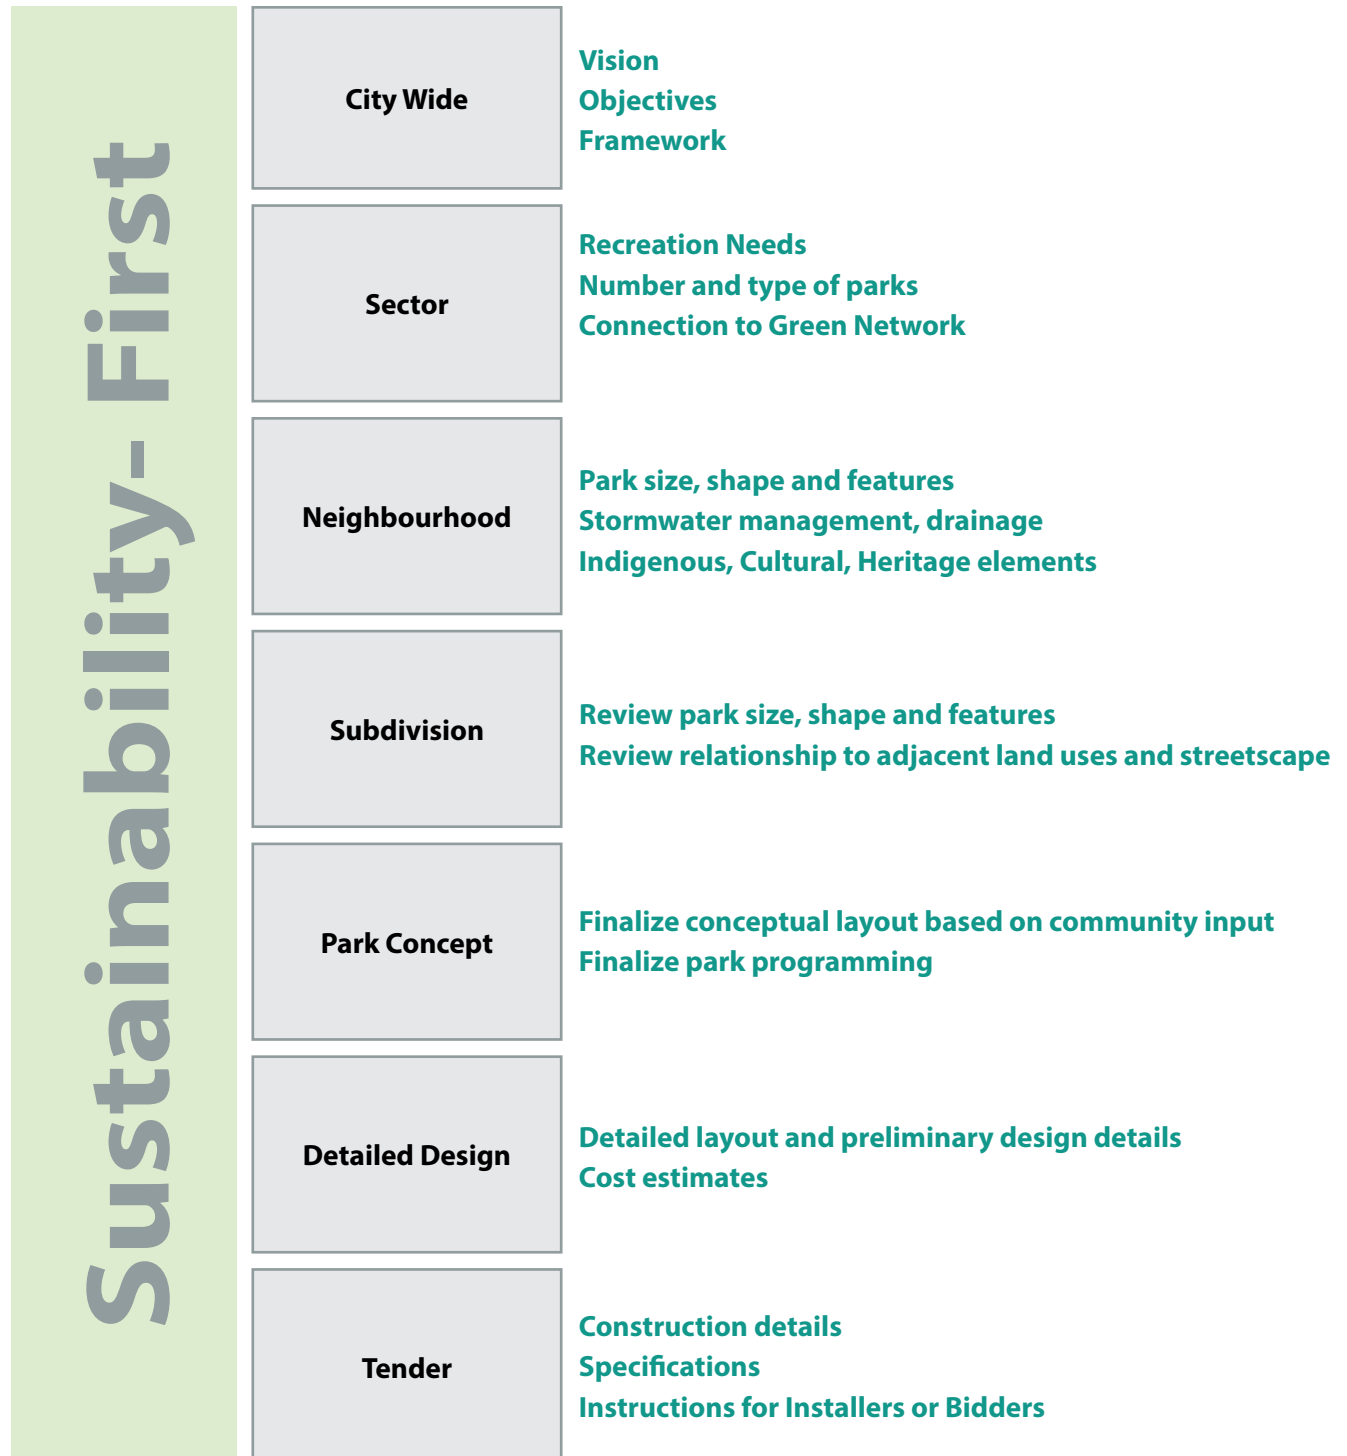 Sustainability- First
City Wide
Vision
Objectives
Framework
Sector
Recreation Needs
Number and type of parks
Connection to Green Network
Neighbourhood
Park size, shape and features
Stormwater management, drainage
Indigenous, Cultural, Heritage elements
Subdivision
Review park size, shape and features
Review relationship to adjacent land uses and streetscape
Park Concept
Finalize conceptual layout based on community input
Finalize park programming
Detailed Design
Detailed layout and preliminary design details
Cost estimates
Tender
Construction details
Specifications
Instructions for Installers or Bidders